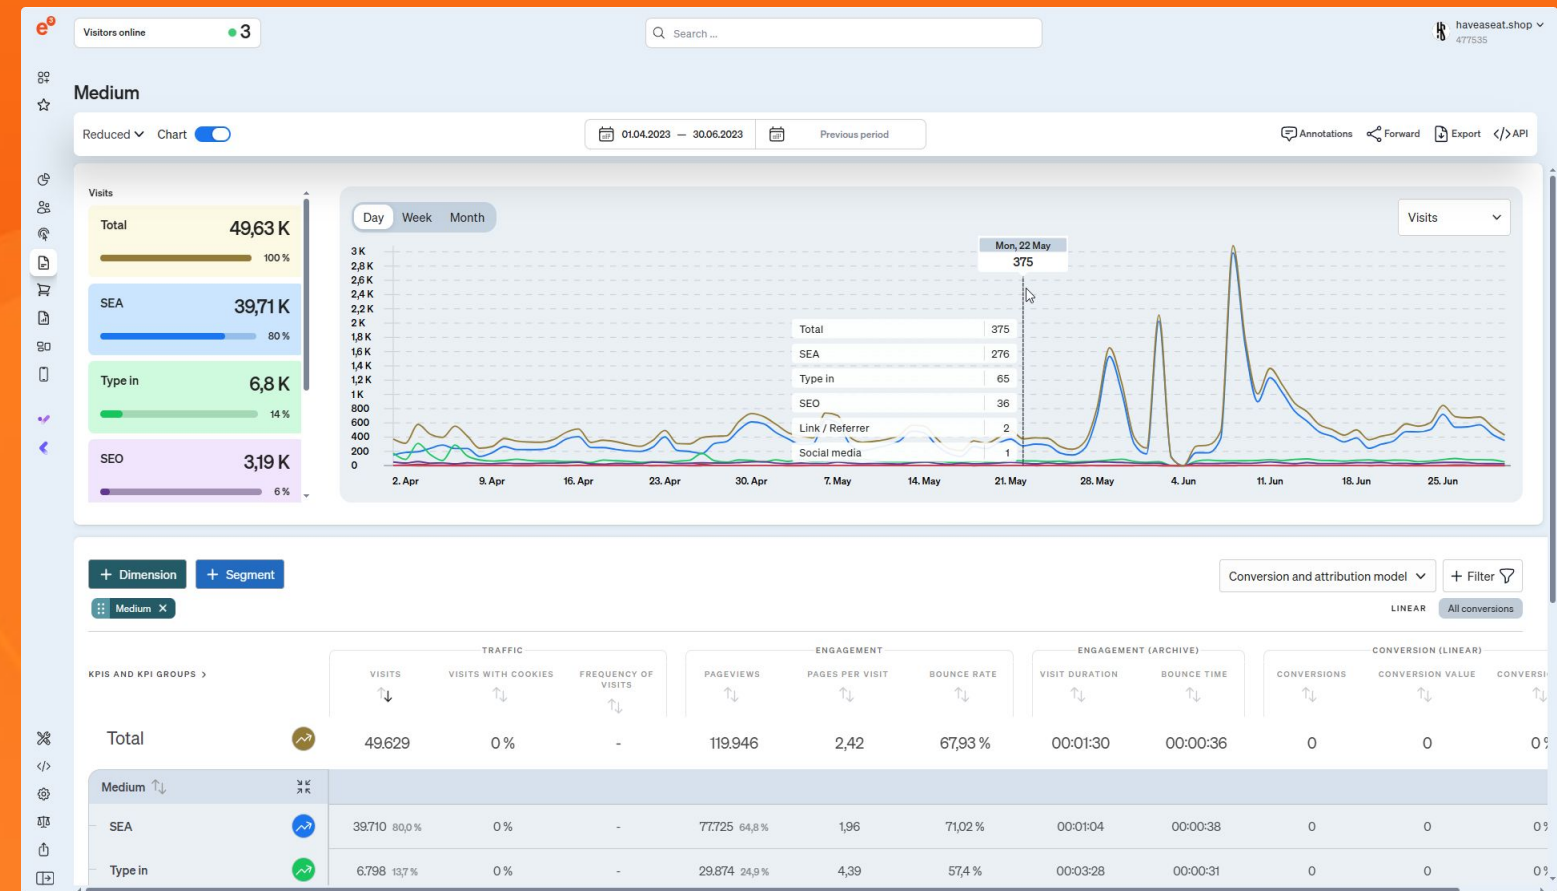 e³
Visitors online 3
Search ...
haveaseat.shop
477535
Medium
Reduced Chart
01.04.2023 — 30.06.2023
Previous period
Annotations Forward Export </> API
Visits
Total 49,63 K
100 %
SEA 39,71 K
80 %
Type in 6,8 K
14 %
SEO 3,19 K
6 %
Day Week Month
Visits
Mon, 22 May
375
3 K
2,8 K
2,6 K
2,4 K
2,2 K
2 K
1,8 K
1,6 K
1,4 K
1,2 K
1 K
800
600
400
200
0
Total 375
SEA 276
Type in 65
SEO 36
Link / Referrer 2
Social media 1
2. Apr 9. Apr 16. Apr 23. Apr 30. Apr 7. May 14. May 21. May 28. May 4. Jun 11. Jun 18. Jun 25. Jun
+ Dimension + Segment
Conversion and attribution model + Filter
Medium ×
LINEAR All conversions
TRAFFIC ENGAGEMENT ENGAGEMENT (ARCHIVE) CONVERSION (LINEAR)
KPIS AND KPI GROUPS > VISITS VISITS WITH COOKIES FREQUENCY OF VISITS PAGEVIEWS PAGES PER VISIT BOUNCE RATE VISIT DURATION BOUNCE TIME CONVERSIONS CONVERSION VALUE CONVERSI
Total 49.629 0 % - 119.946 2,42 67,93 % 00:01:30 00:00:36 0 0 0 %
Medium
SEA 39.710 80,0 % 0 % - 77.725 64,8 % 1,96 71,02 % 00:01:04 00:00:38 0 0 0 %
Type in 6.798 13,7 % 0 % - 29.874 24,9 % 4,39 57,4 % 00:03:28 00:00:31 0 0 0 %